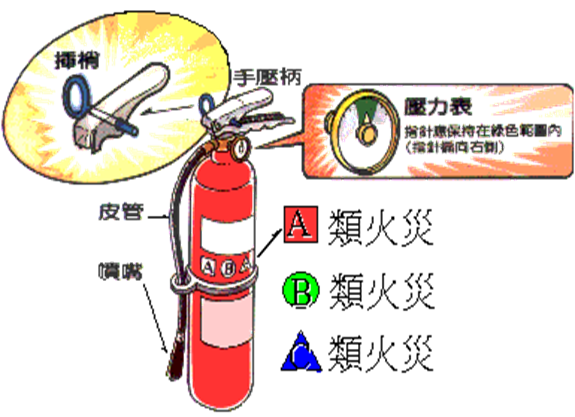 插梢
手壓柄
壓力表
指針應保持在綠色範圍內
(指針偏向右側)
皮管
噴嘴
A 類火災
B 類火災
C 類火災
A B A